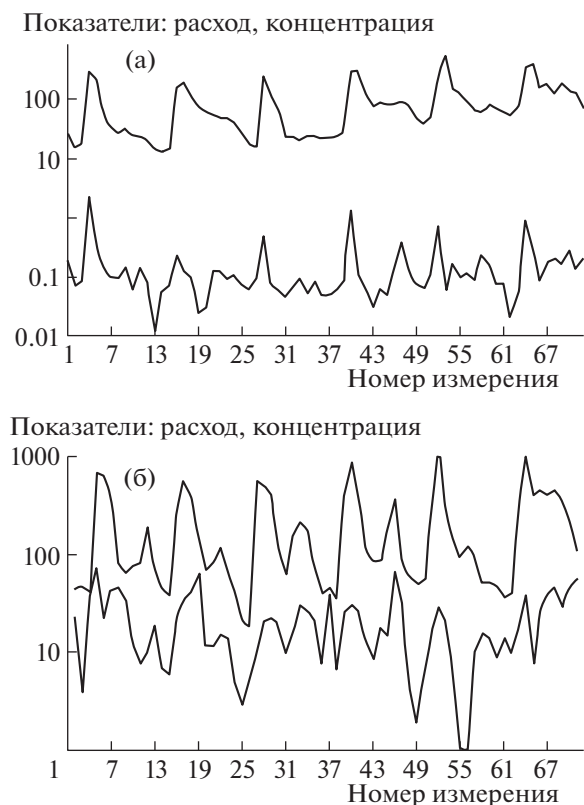 Показатели: расход, концентрация
(а)
100
10
0.1
0.01
1 7 13 19 25 31 37 43 49 55 61 67
Номер измерения
Показатели: расход, концентрация
1000
(б)
100
10
1 7 13 19 25 31 37 43 49 55 61 67
Номер измерения